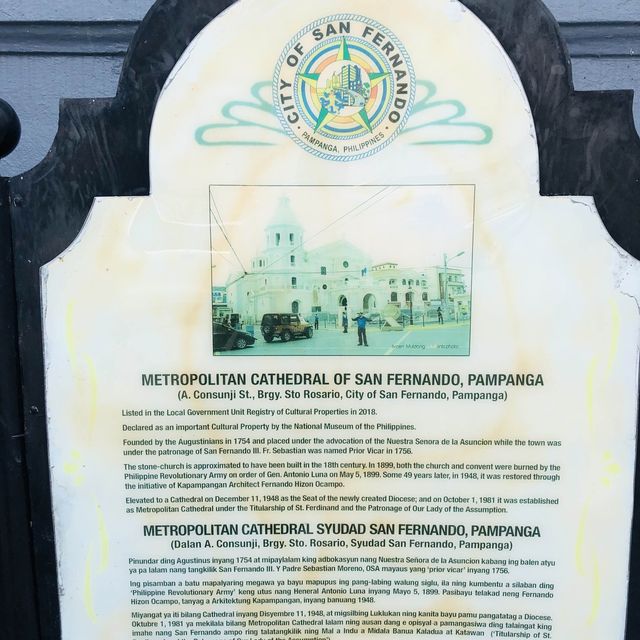 CITY OF SAN FERNANDO
PAMPANGA, PHILIPPINES
METROPOLITAN CATHEDRAL OF SAN FERNANDO, PAMPANGA
(A. Consunji St., Brgy. Sto Rosario, City of San Fernando, Pampanga)
Listed in the Local Government Unit Registry of Cultural Properties in 2018.
Declared as an important Cultural Property by the National Museum of the Philippines.
Founded by the Augustinians in 1754 and placed under the advocation of the Nuestra Senora de la Asuncion while the town was
under the patronage of San Fernando III. Fr. Sebastian was named Prior Vicar in 1756.
The stone-church is approximated to have been built in the 18th century. In 1899, both the church and convent were burned by the
Philippine Revolutionary Army on order of Gen. Antonio Luna on May 5, 1899. Some 49 years later, in 1948, it was restored through
the initiative of Kapampangan Architect Fernando Hizon Ocampo.
Elevated to a Cathedral on December 11, 1948 as the Seat of the newly created Diocese; and on October 1, 1981 it was established
as Metropolitan Cathedral under the Titularship of St. Ferdinand and the Patronage of Our Lady of the Assumption.
METROPOLITAN CATHEDRAL SYUDAD SAN FERNANDO, PAMPANGA
(Dalan A. Consunji, Brgy. Sto. Rosario, Syudad San Fernando, Pampanga)
Pinundar ding Agustinus inyang 1754 at mipaylalam king adbokasyun nang Nuestra Señora de la Asuncion kabang ing balen atyu
ya pa lalam nang tangkilik San Fernando III. Y Padre Sebastian Moreno, OSA mayaus yang 'prior vicar' inyang 1756.
Ing pisamban a batu mapalyaring megawa ya bayu mapupus ing pang-labing walung siglu, ila ning kumbentu a silaban ding
'Philippine Revolutionary Army' keng utus nang Heneral Antonio Luna inyang Mayo 5, 1899. Pasibayu telakad neng Fernando
Hizon Ocampo, tanyag a Arkitektung Kapampangan, inyang banuang 1948.
Miyangat ya iti bilang Cathedral inyang Disyembre 11, 1948, at migsilbing Luklukan ning kanita bayu pamu pangatatag a Diocese.
Oktubre 1, 1981 ya mekilala bilang Metropolitan Cathedral lalam ning ausan dang e opisyal a pamangasiwa ding talaingat king
imahe nang San Fernando ampo ing talatangkilik ning Mal a Indu a Midala Banua Kaladua at Katawan ('Titularship of St.